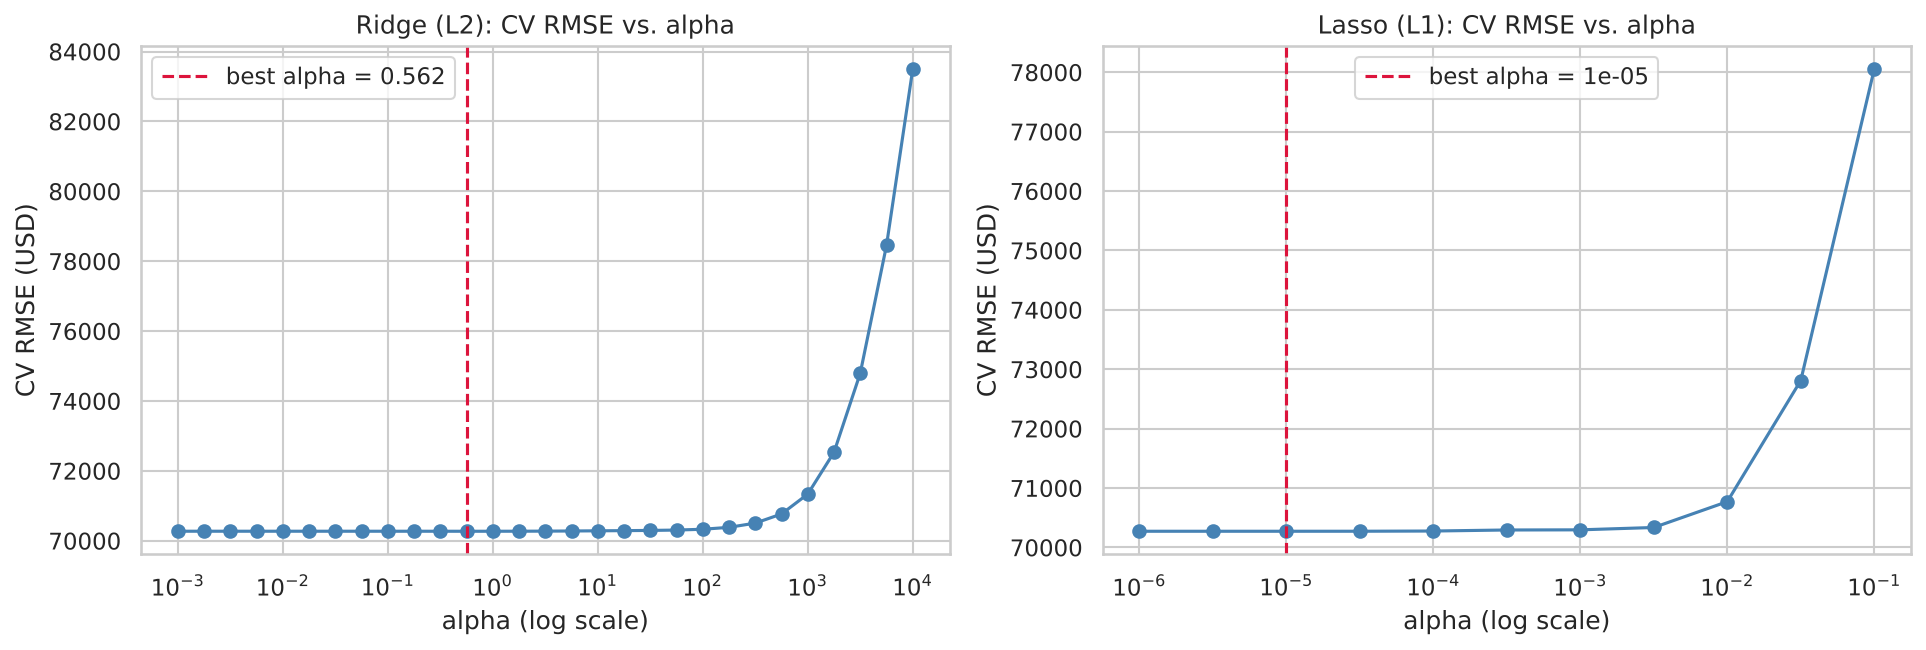 Ridge (L2): CV RMSE vs. alpha
best alpha = 0.562
84000
82000
80000
78000
76000
74000
72000
70000
CV RMSE (USD)
10⁻³ 10⁻² 10⁻¹ 10⁰ 10¹ 10² 10³ 10⁴
alpha (log scale)
Lasso (L1): CV RMSE vs. alpha
best alpha = 1e-05
78000
77000
76000
75000
74000
73000
72000
71000
70000
CV RMSE (USD)
10⁻⁶ 10⁻⁵ 10⁻⁴ 10⁻³ 10⁻² 10⁻¹
alpha (log scale)